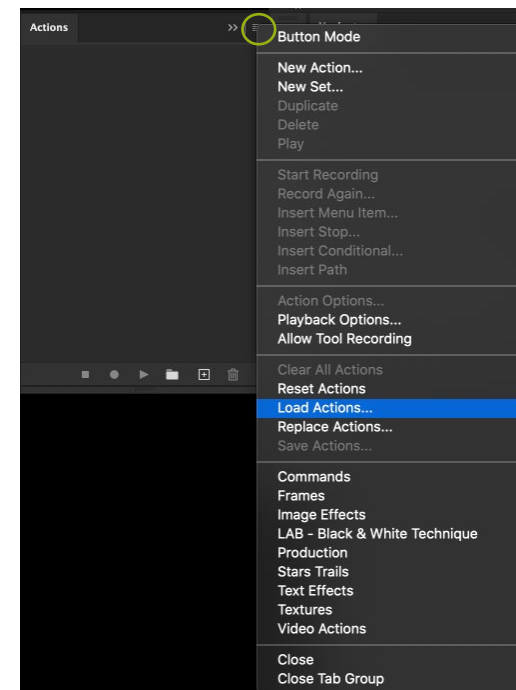 Actions
Button Mode
New Action...
New Set...
Duplicate
Delete
Play
Start Recording
Record Again...
Insert Menu Item...
Insert Stop...
Insert Conditional...
Insert Path
Action Options...
Playback Options...
Allow Tool Recording
Clear All Actions
Reset Actions
Load Actions...
Replace Actions...
Save Actions...
Commands
Frames
Image Effects
LAB - Black & White Technique
Production
Stars Trails
Text Effects
Textures
Video Actions
Close
Close Tab Group